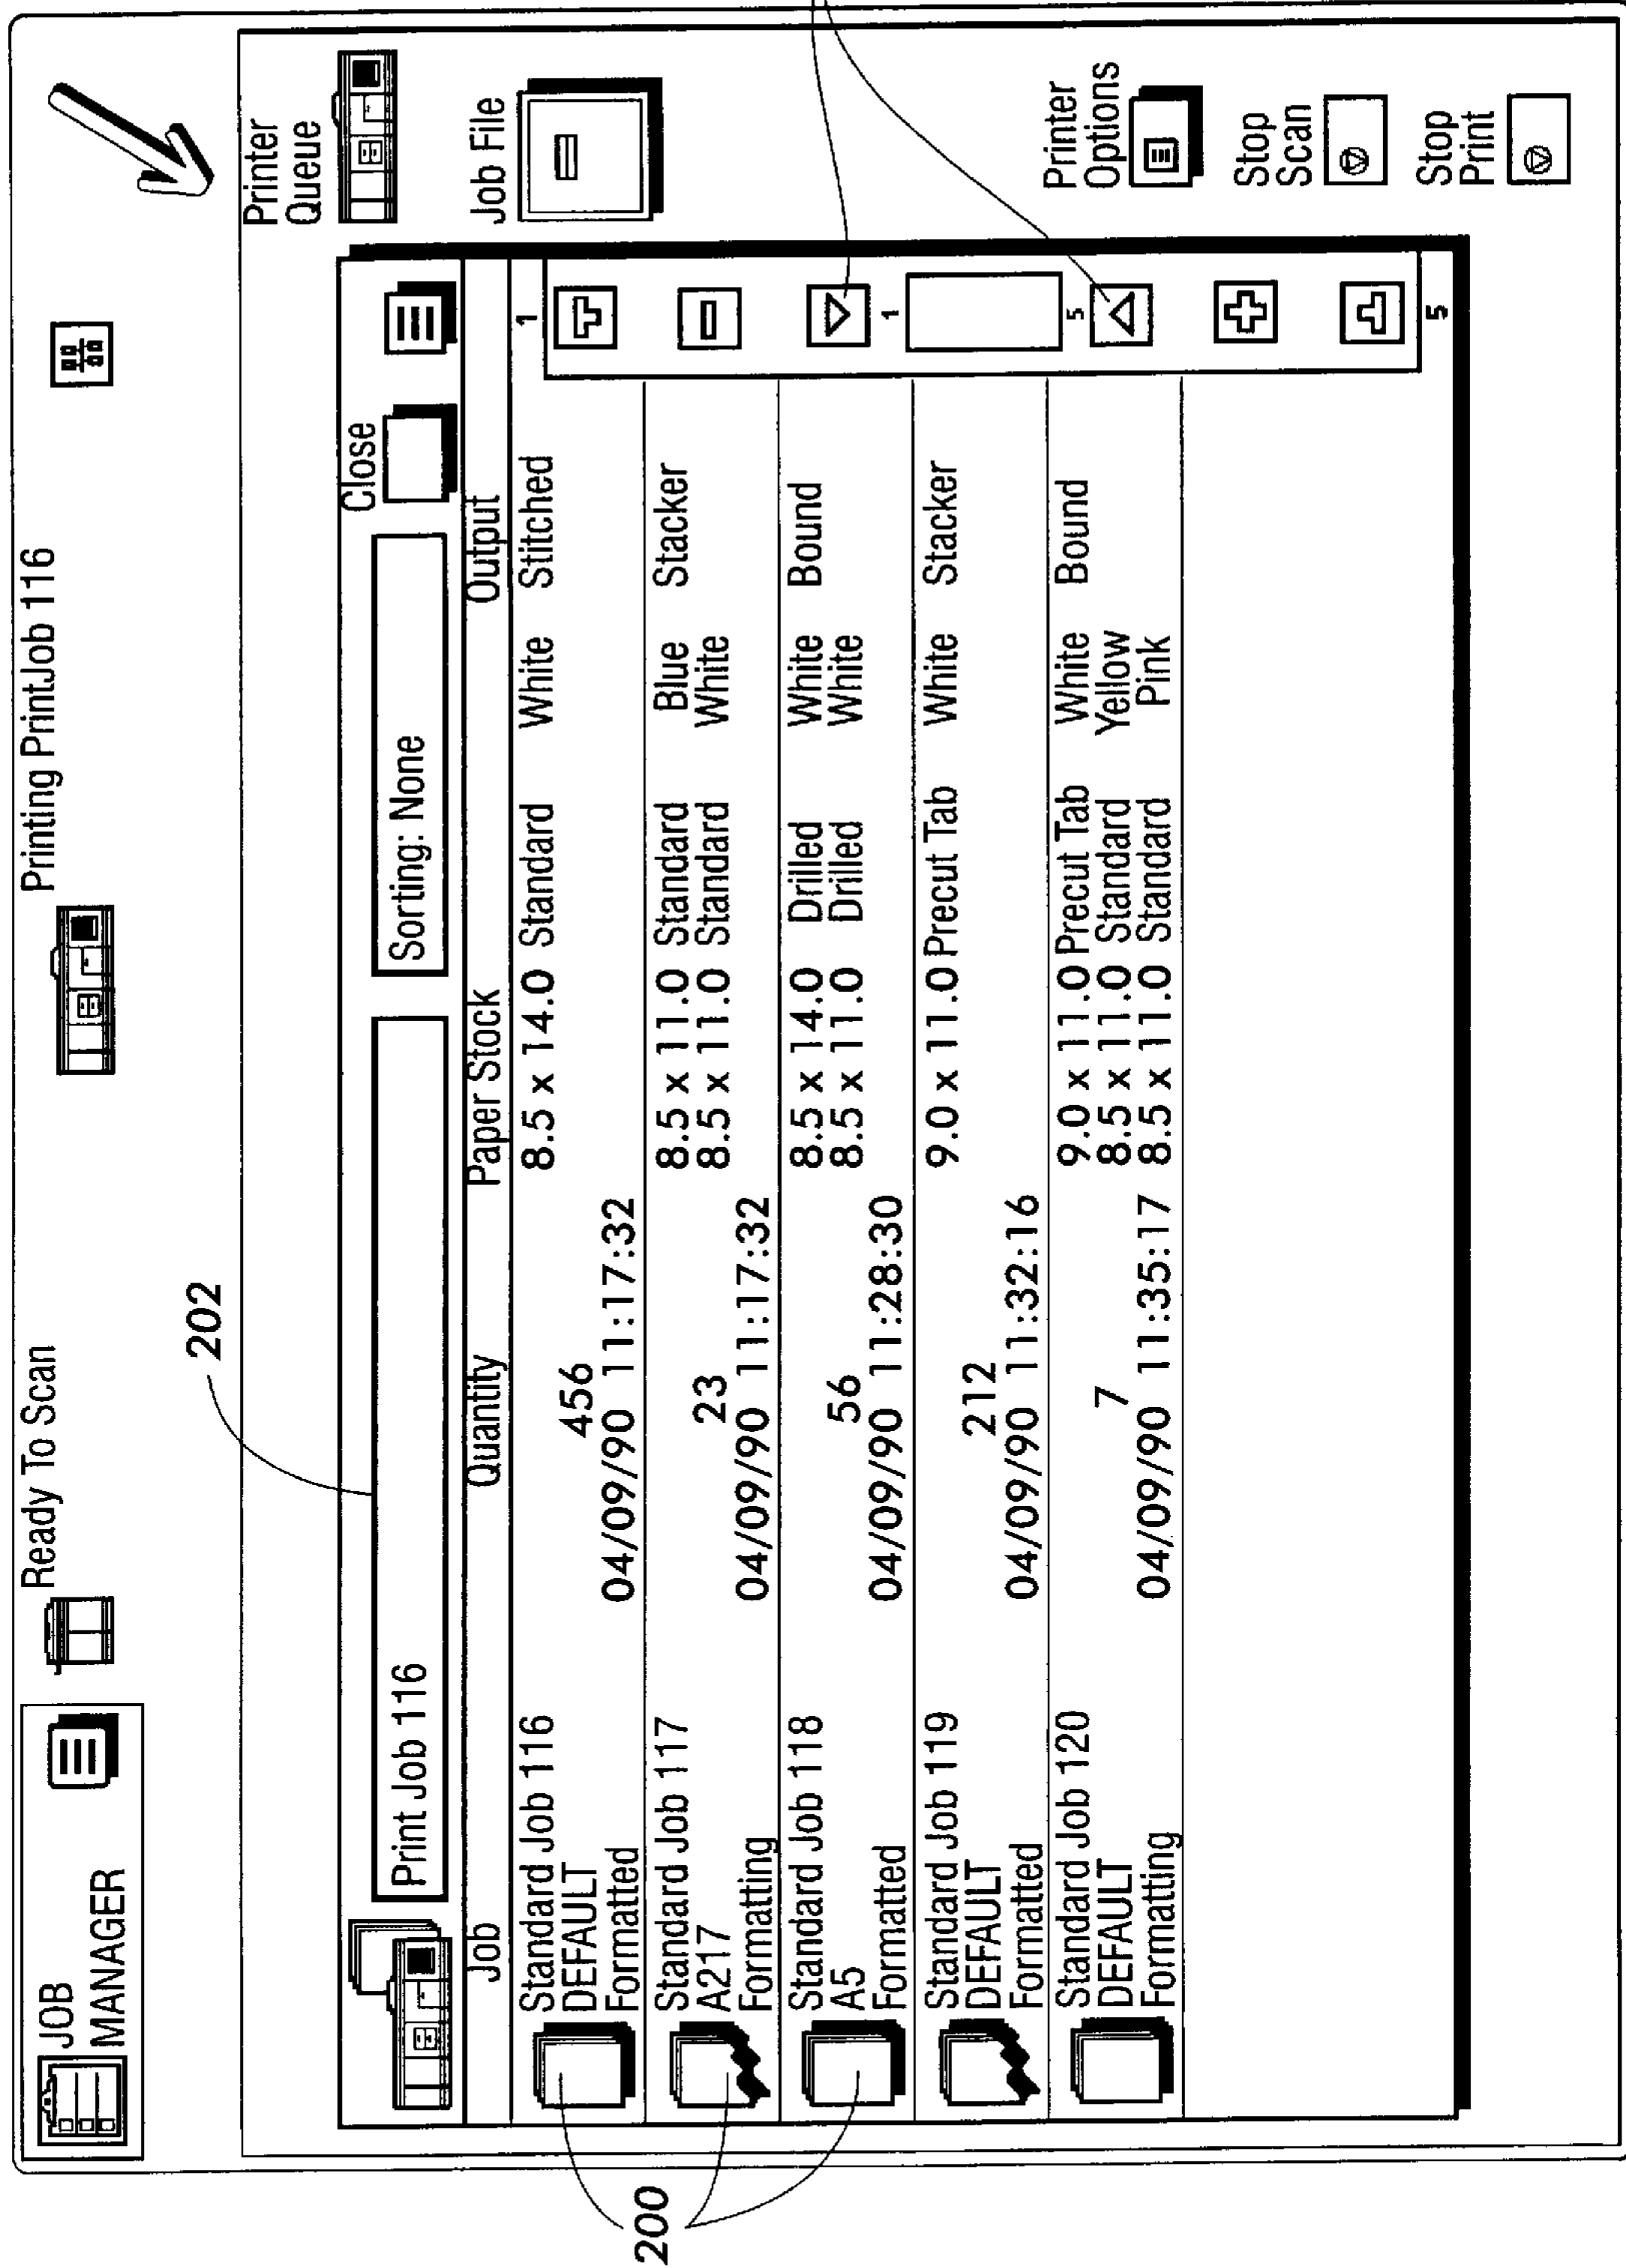 JOB
MANAGER
Ready To Scan
Printing PrintJob 116
202
Printer
Queue
Print Job 116
Sorting: None
Close
Job Quantity Paper Stock Output
Standard Job 116 8.5 x 14.0 Standard White Stitched
DEFAULT 456
Formatted 04/09/90 11:17:32
Standard Job 117 8.5 x 11.0 Standard Blue Stacker
A217 23 8.5 x 11.0 Standard White
Formatting 04/09/90 11:17:32
Standard Job 118 8.5 x 14.0 Drilled White Bound
A5 56 8.5 x 11.0 Drilled White
Formatted 04/09/90 11:28:30
Standard Job 119 9.0 x 11.0 Precut Tab White Stacker
DEFAULT 212
Formatted 04/09/90 11:32:16
Standard Job 120 9.0 x 11.0 Precut Tab White Bound
DEFAULT 7 8.5 x 11.0 Standard Yellow
Formatting 04/09/90 11:35:17 8.5 x 11.0 Standard Pink
1
1
5
5
Job File
Printer
Options
Stop
Scan
Stop
Print
200